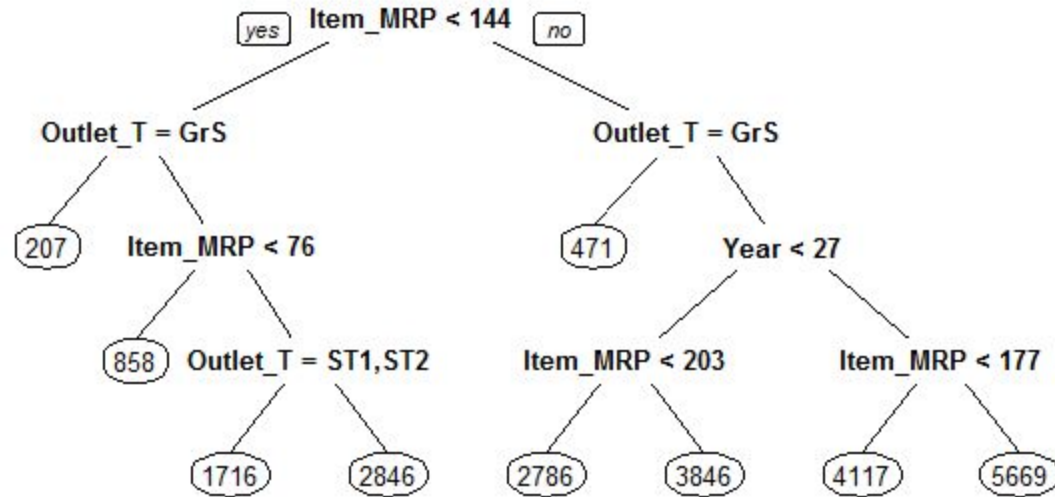 yes Item_MRP < 144 no
Outlet_T = GrS Outlet_T = GrS
207 Item_MRP < 76 471 Year < 27
858 Outlet_T = ST1,ST2 Item_MRP < 203 Item_MRP < 177
1716 2846 2786 3846 4117 5669